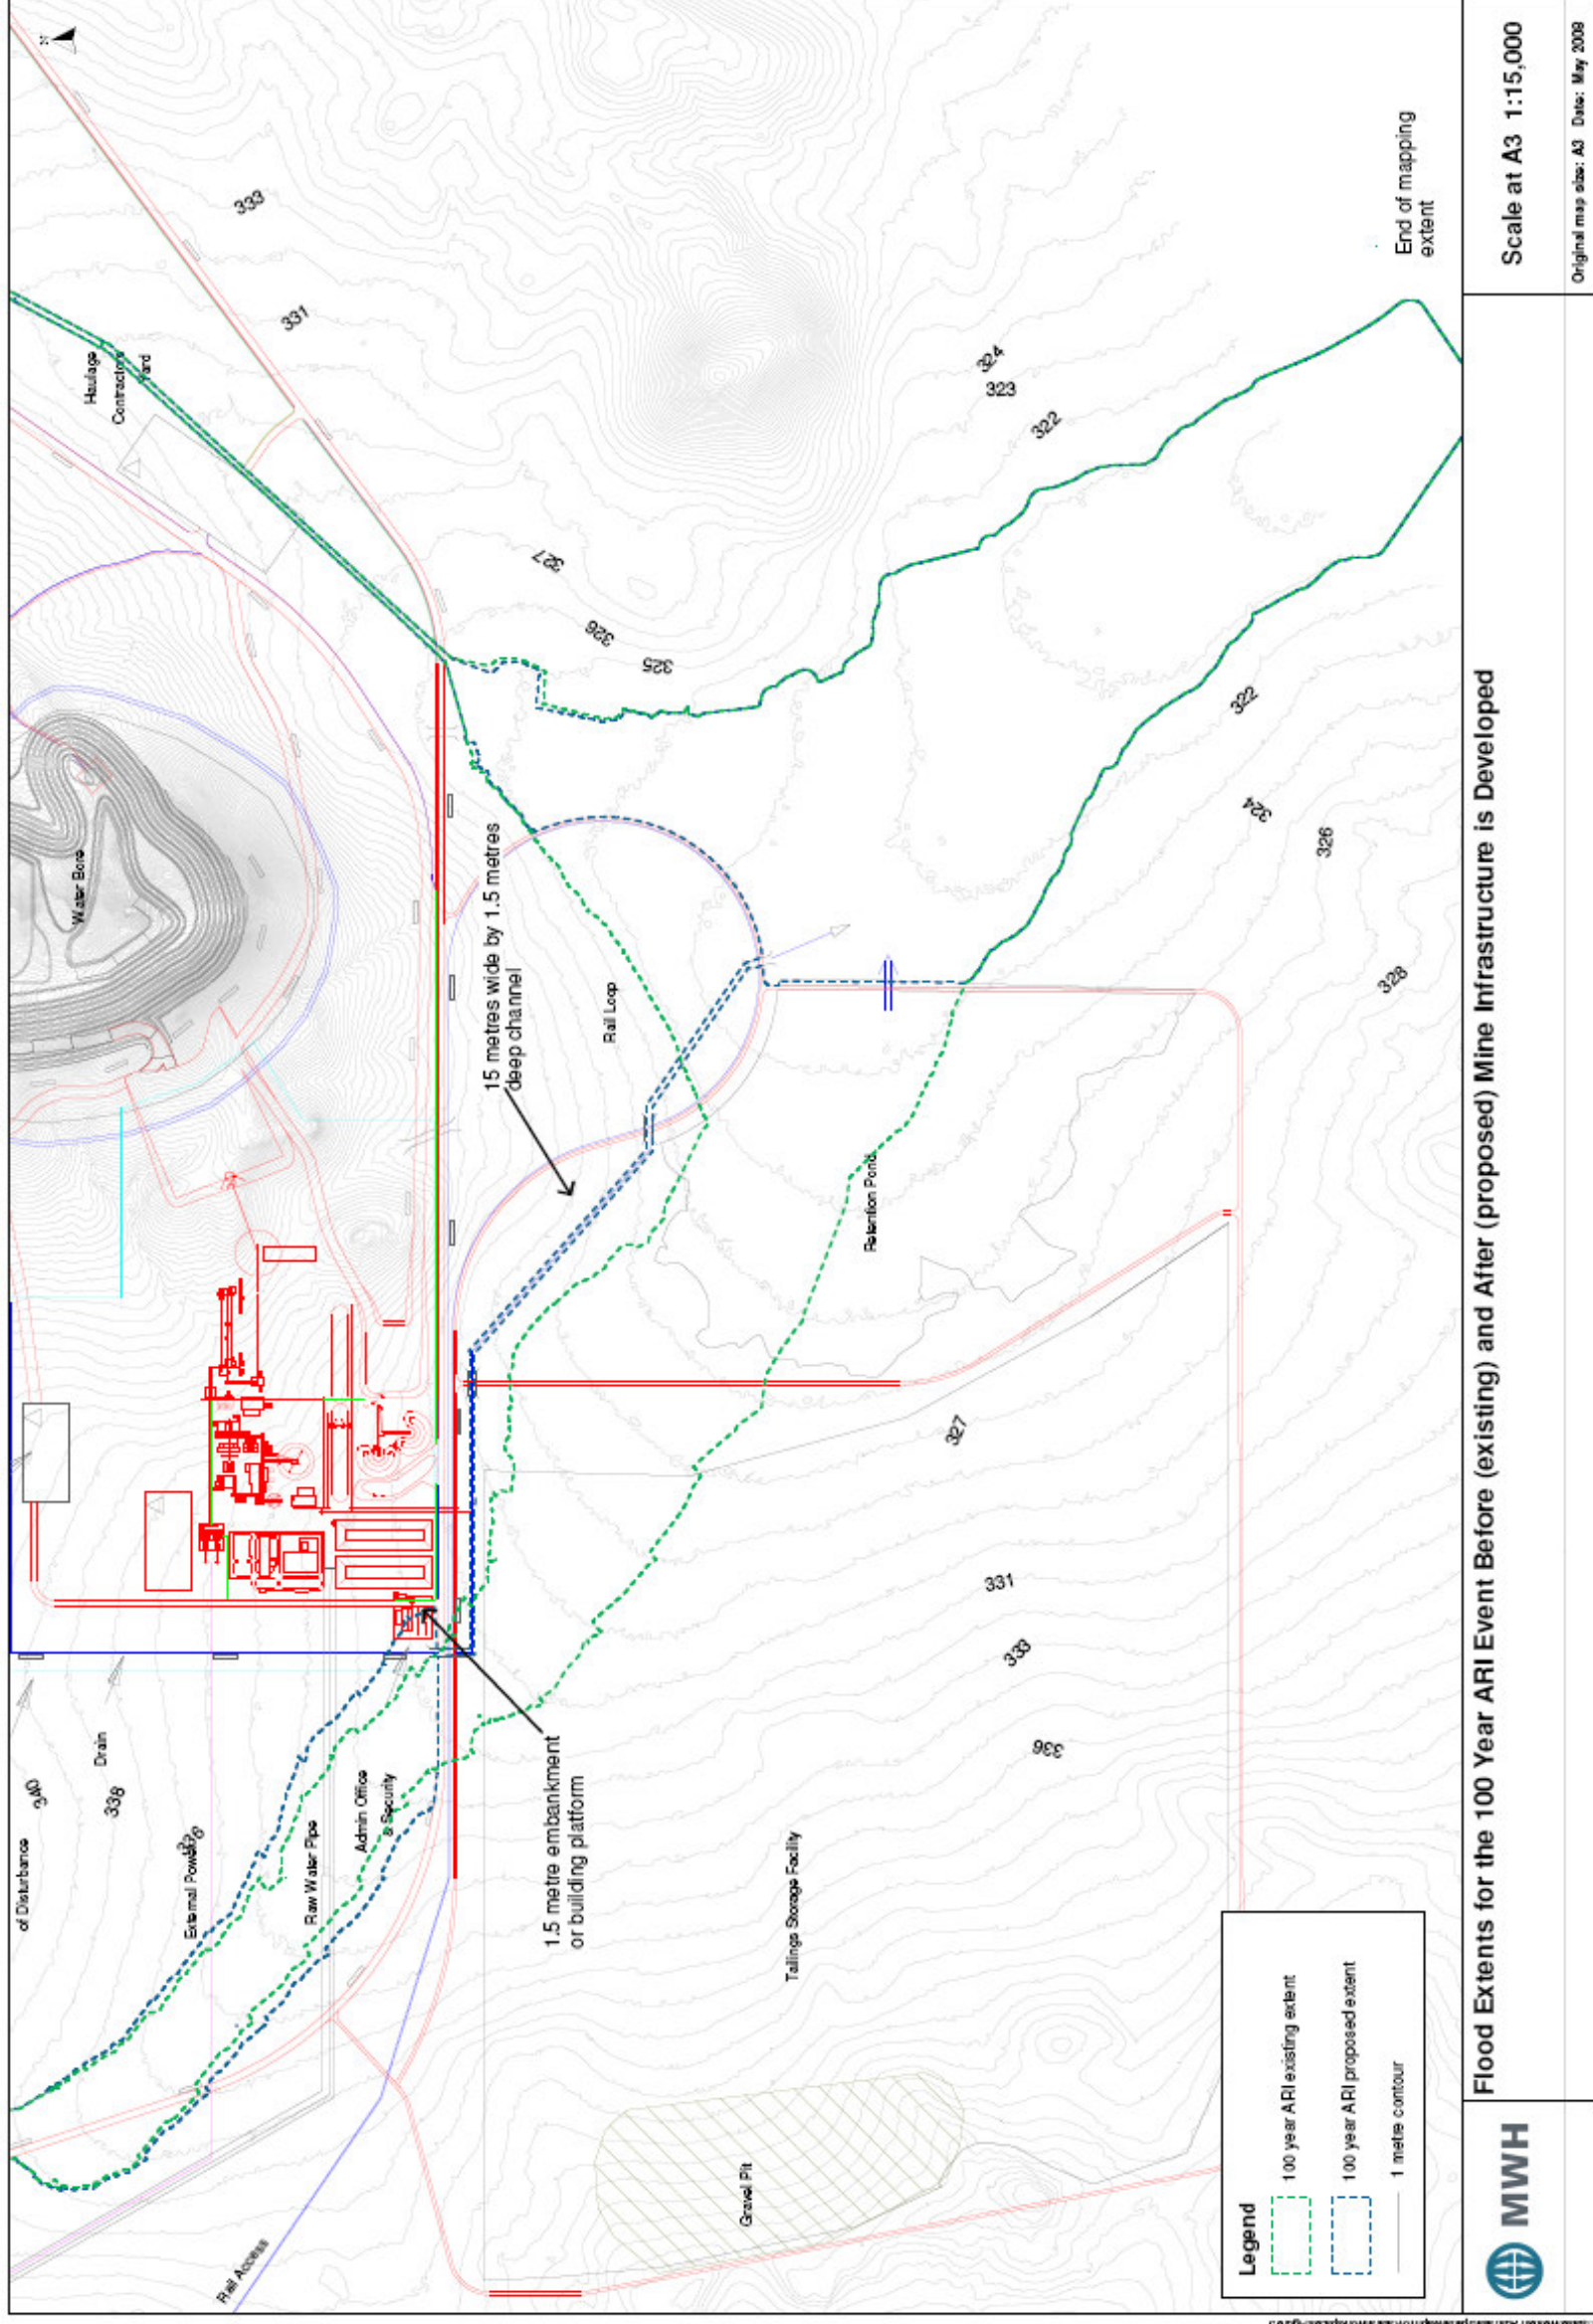 N
333
331
Haulage
Contractors
Yard
Water Bore
327
326
325
324
323
322
End of mapping
extent
15 metres wide by 1.5 metres
deep channel
Rail Loop
322
324
326
328
Retention Pond
327
331
333
336
1.5 metre embankment
or building platform
Tailings Storage Facility
of Disturbance
340
Drain
338
External Power
Raw Water Pipe
Admin Office
& Security
Rail Access
Gravel Pit
Legend
100 year ARI existing extent
100 year ARI proposed extent
1 metre contour
MWH
Flood Extents for the 100 Year ARI Event Before (existing) and After (proposed) Mine Infrastructure is Developed
Scale at A3 1:15,000
Original map size: A3 Date: May 2009